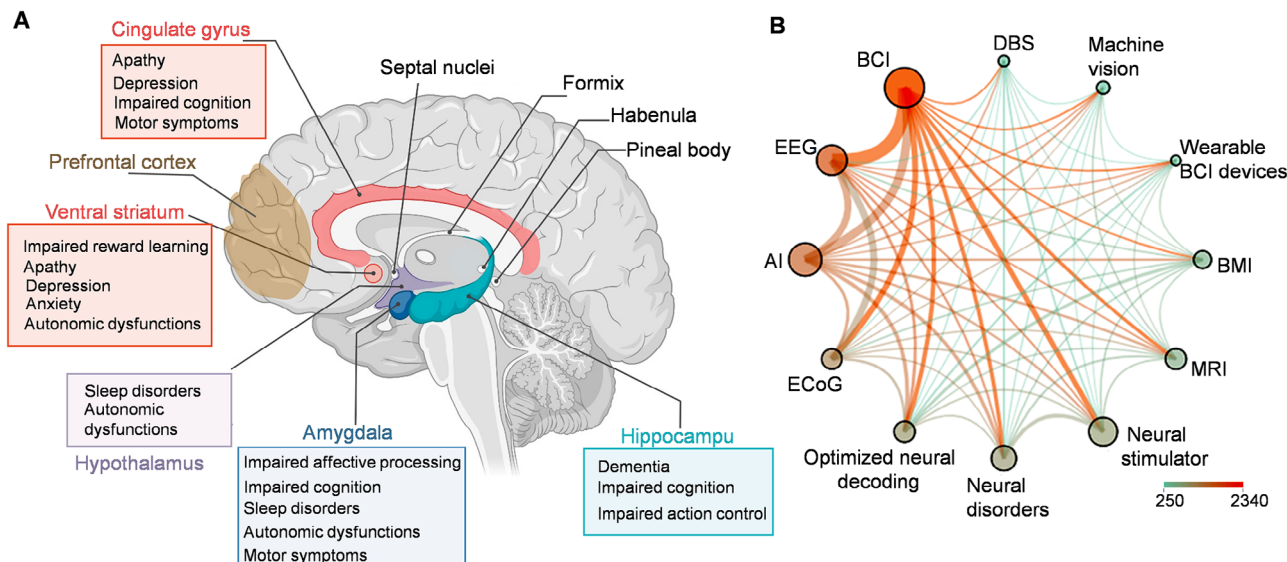 A
Cingulate gyrus
Apathy
Depression
Impaired cognition
Motor symptoms
Septal nuclei
Formix
Habenula
Pineal body
Prefrontal cortex
Ventral striatum
Impaired reward learning
Apathy
Depression
Anxiety
Autonomic dysfunctions
Sleep disorders
Autonomic
dysfunctions
Hypothalamus
Amygdala
Impaired affective processing
Impaired cognition
Sleep disorders
Autonomic dysfunctions
Motor symptoms
Hippocampu
Dementia
Impaired cognition
Impaired action control
B
BCI
DBS
Machine
vision
EEG
Wearable
BCI devices
AI
BMI
ECoG
MRI
Optimized neural
decoding
Neural
disorders
Neural
stimulator
250
2340